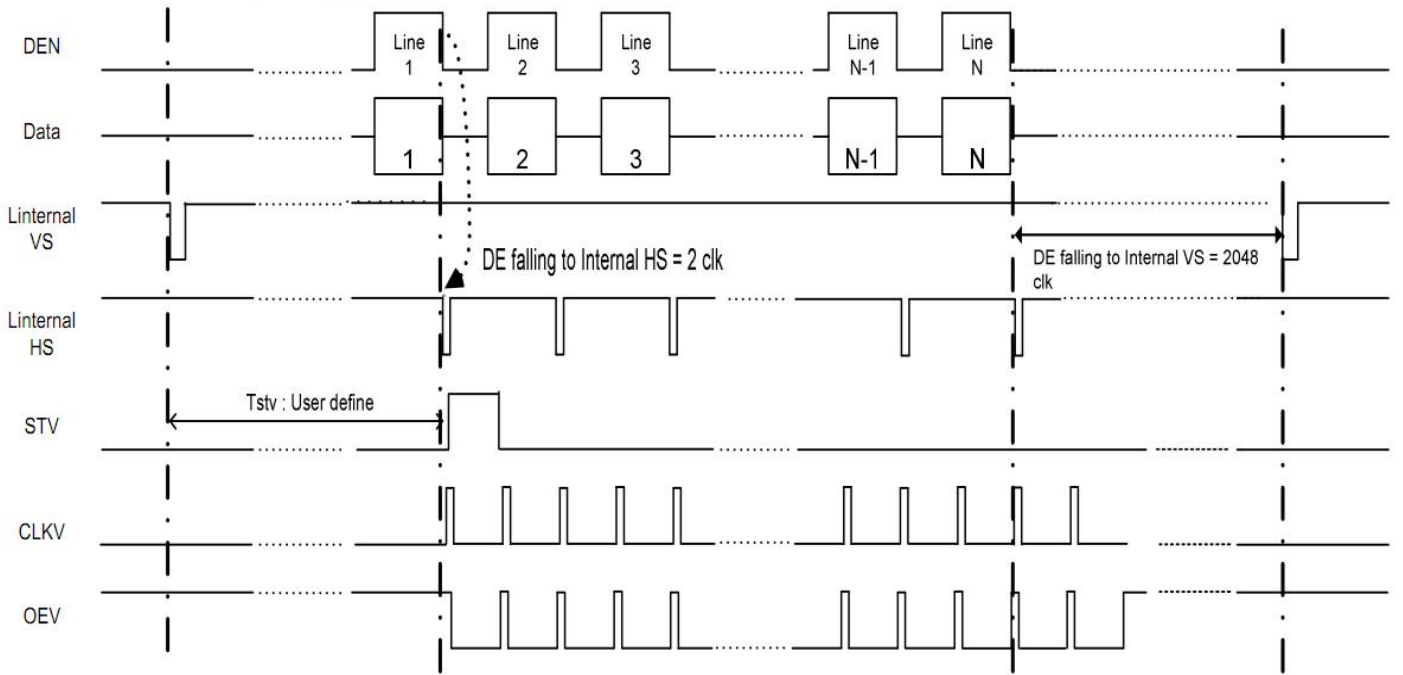 DEN
Line
1
Line
2
Line
3
Line
N-1
Line
N
Data
1
2
3
N-1
N
Linternal
VS
DE falling to Internal HS = 2 clk
DE falling to Internal VS = 2048
clk
Linternal
HS
Tstv : User define
STV
CLKV
OEV